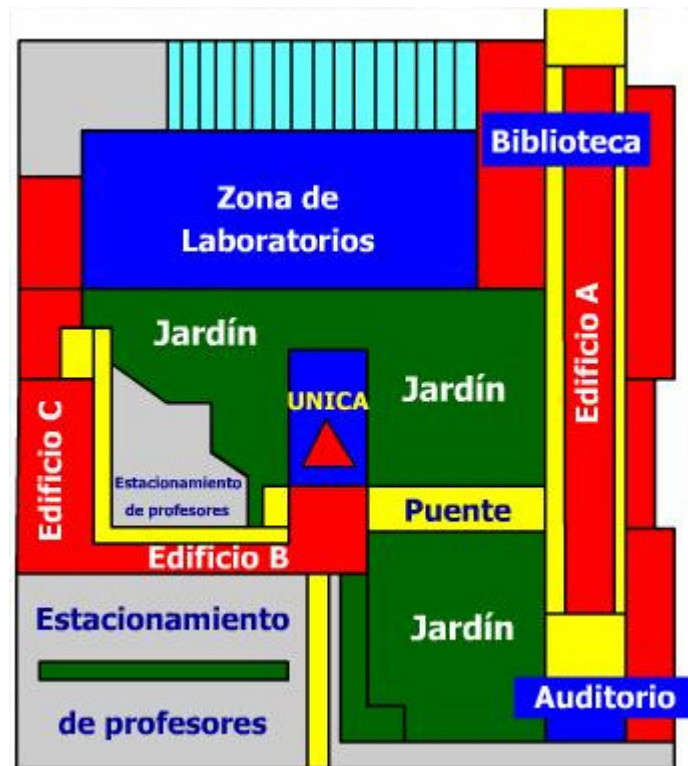 Biblioteca
Zona de
Laboratorios
Edificio A
Jardín
Jardín
UNICA
Edificio C
Estacionamiento
de profesores
Puente
Edificio B
Estacionamiento
de profesores
Jardín
Auditorio